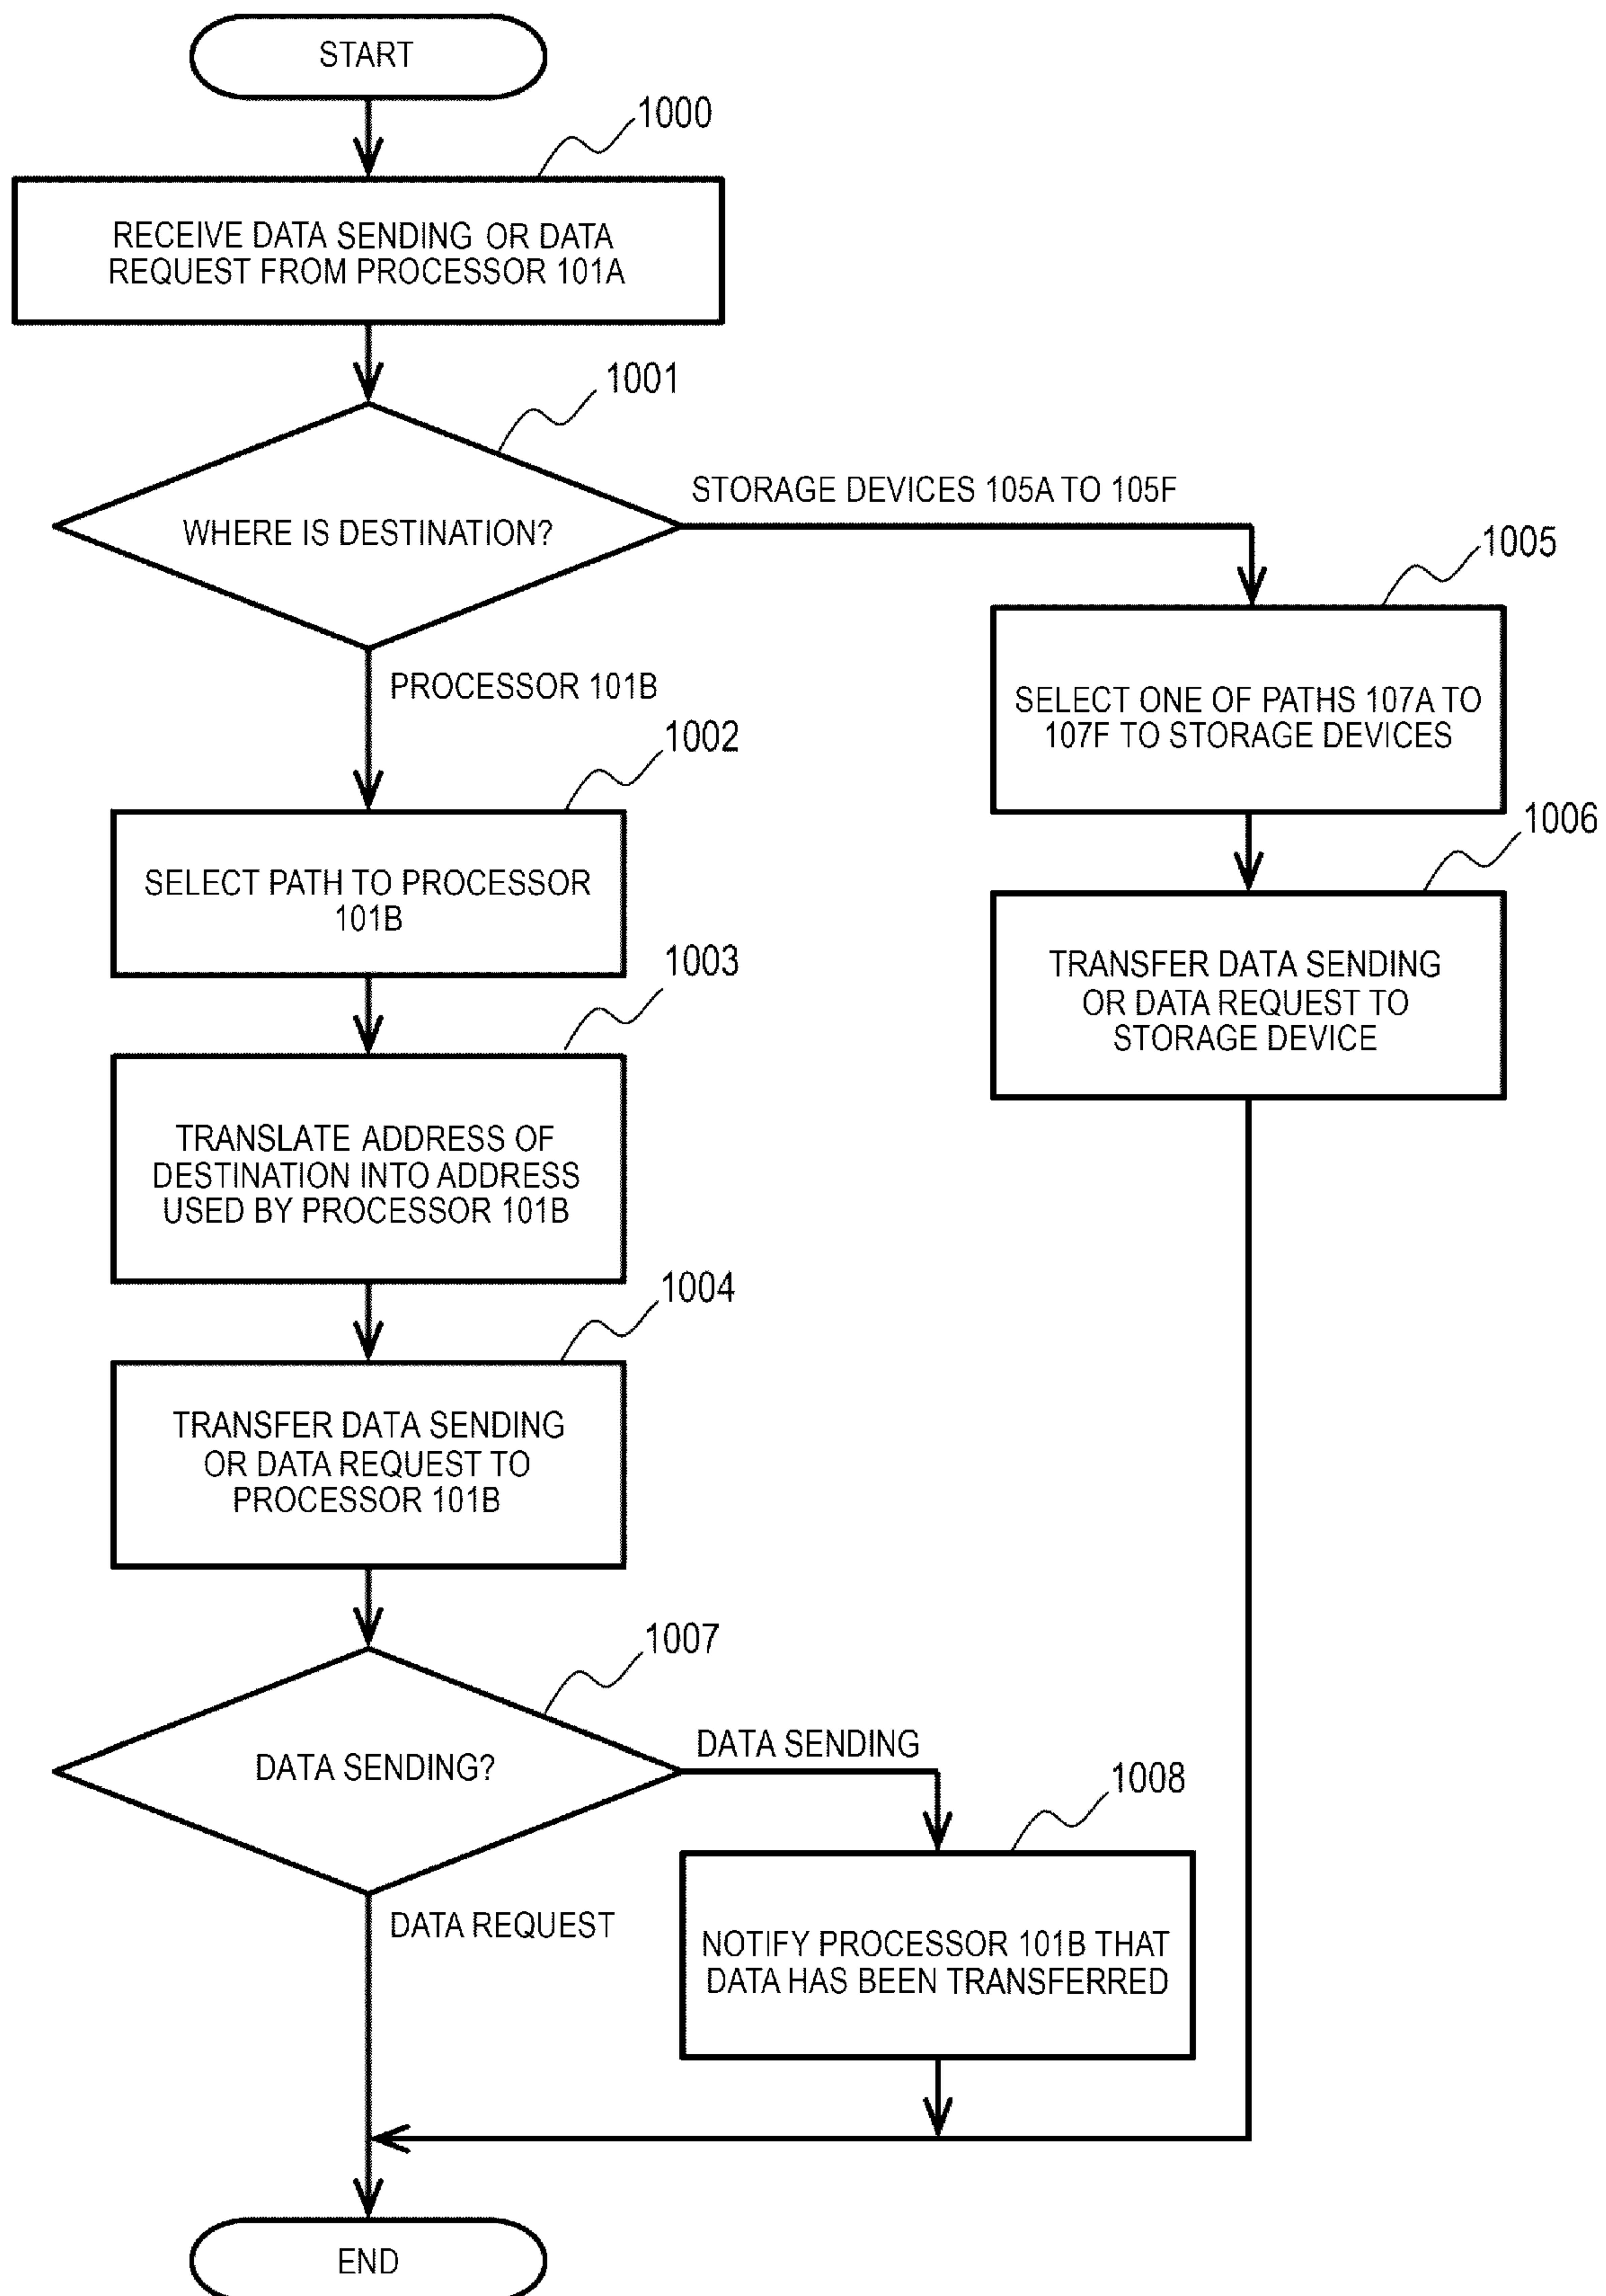 START
1000
RECEIVE DATA SENDING OR DATA
REQUEST FROM PROCESSOR 101A
1001
WHERE IS DESTINATION?
STORAGE DEVICES 105A TO 105F
PROCESSOR 101B
1005
SELECT ONE OF PATHS 107A TO
107F TO STORAGE DEVICES
1002
SELECT PATH TO PROCESSOR
101B
1006
TRANSFER DATA SENDING
OR DATA REQUEST TO
STORAGE DEVICE
1003
TRANSLATE ADDRESS OF
DESTINATION INTO ADDRESS
USED BY PROCESSOR 101B
1004
TRANSFER DATA SENDING
OR DATA REQUEST TO
PROCESSOR 101B
1007
DATA SENDING?
DATA SENDING
1008
DATA REQUEST
NOTIFY PROCESSOR 101B THAT
DATA HAS BEEN TRANSFERRED
END